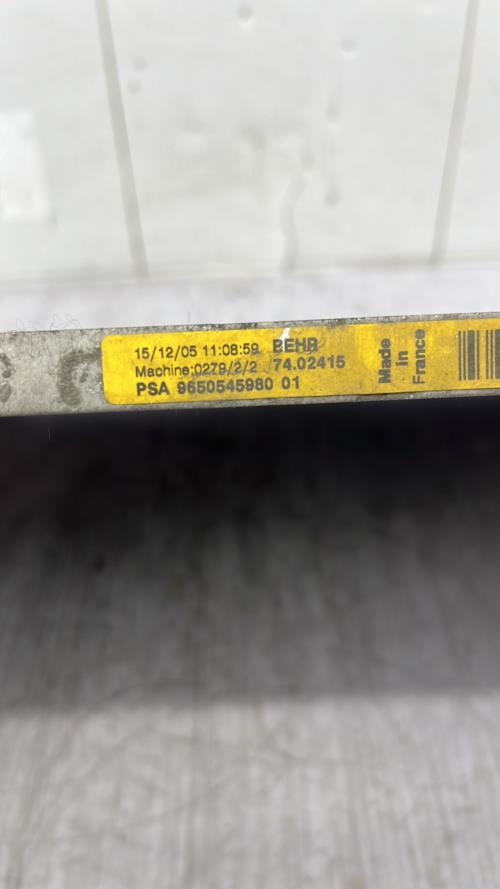 15/12/05 11:08:59 BEHR
Machine:0279/2/2 74.02415
PSA 9650545980 01
Made
in
France